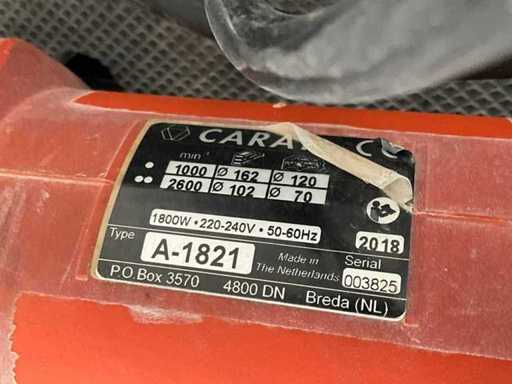 CARA
min
1000 Ø 162 Ø 120
2600 Ø 102 Ø 70
1800W • 220-240V • 50-60Hz
2018
Type A-1821 Made in The Netherlands Serial 003825
P.O Box 3570 4800 DN Breda (NL)